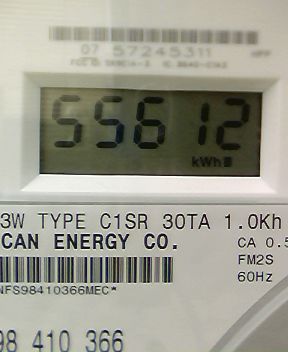 07 57245311
55612
kWh
3W TYPE C1SR 30TA 1.0Kh
CAN ENERGY CO.
CA 0.5
FM2S
60Hz
NFS98410366MEC*
98 410 366